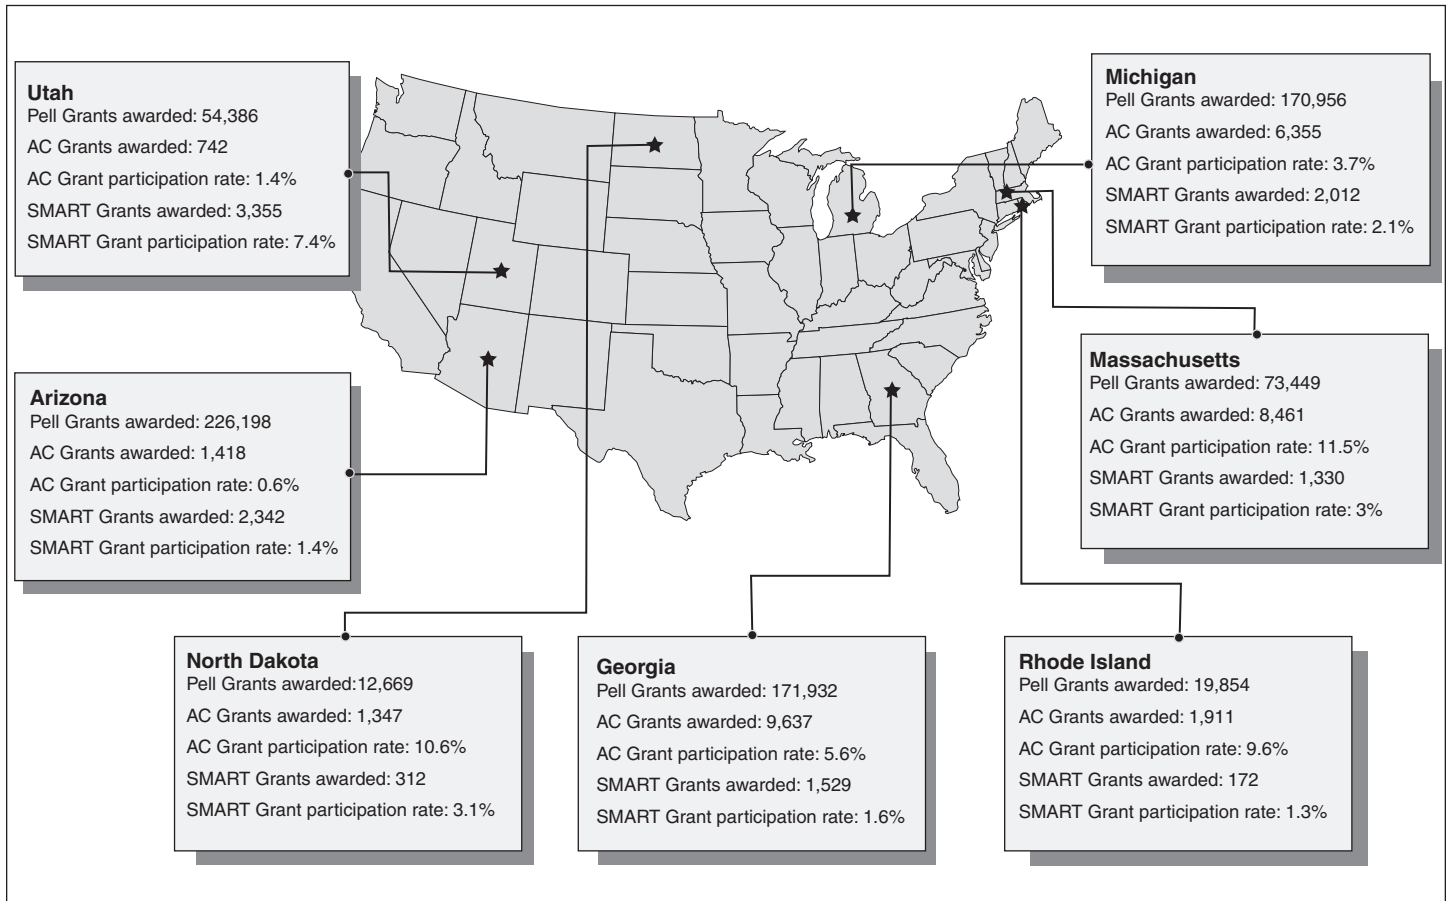 Utah
Pell Grants awarded: 54,386
AC Grants awarded: 742
AC Grant participation rate: 1.4%
SMART Grants awarded: 3,355
SMART Grant participation rate: 7.4%
Michigan
Pell Grants awarded: 170,956
AC Grants awarded: 6,355
AC Grant participation rate: 3.7%
SMART Grants awarded: 2,012
SMART Grant participation rate: 2.1%
Arizona
Pell Grants awarded: 226,198
AC Grants awarded: 1,418
AC Grant participation rate: 0.6%
SMART Grants awarded: 2,342
SMART Grant participation rate: 1.4%
Massachusetts
Pell Grants awarded: 73,449
AC Grants awarded: 8,461
AC Grant participation rate: 11.5%
SMART Grants awarded: 1,330
SMART Grant participation rate: 3%
North Dakota
Pell Grants awarded:12,669
AC Grants awarded: 1,347
AC Grant participation rate: 10.6%
SMART Grants awarded: 312
SMART Grant participation rate: 3.1%
Georgia
Pell Grants awarded: 171,932
AC Grants awarded: 9,637
AC Grant participation rate: 5.6%
SMART Grants awarded: 1,529
SMART Grant participation rate: 1.6%
Rhode Island
Pell Grants awarded: 19,854
AC Grants awarded: 1,911
AC Grant participation rate: 9.6%
SMART Grants awarded: 172
SMART Grant participation rate: 1.3%